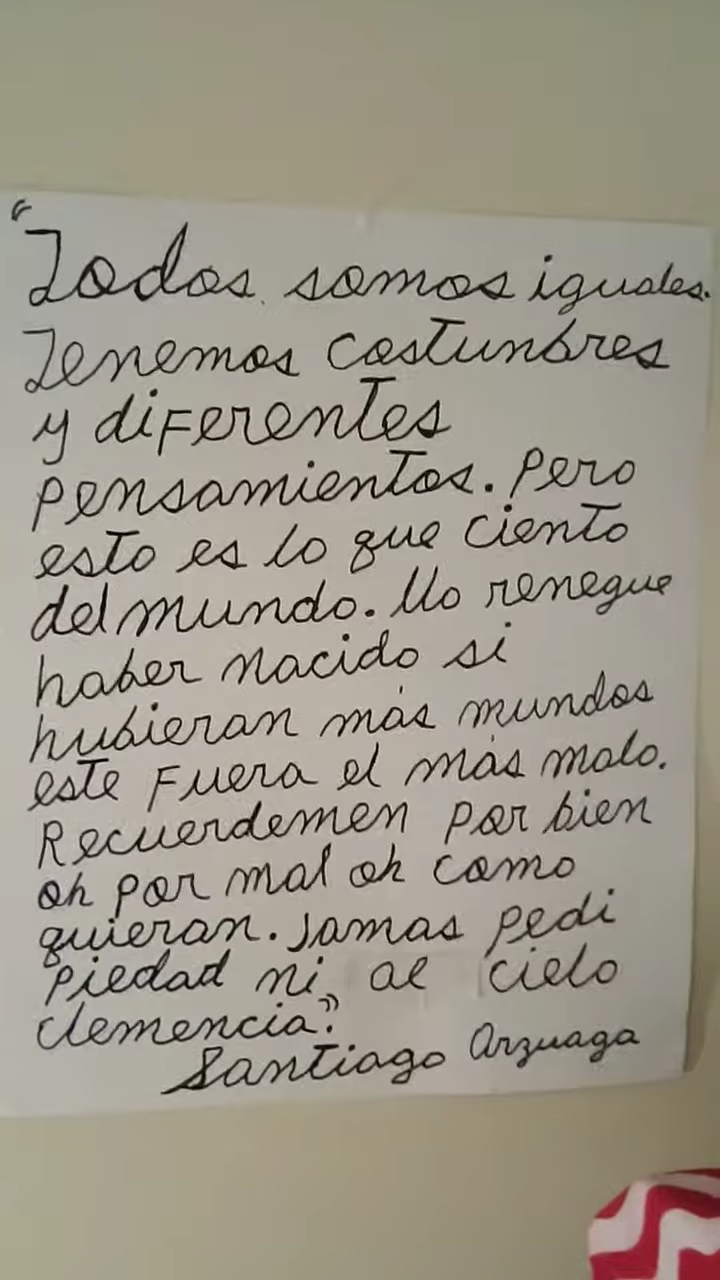 "Todos somos iguales.
Tenemos costunbres
y diferentes
pensamientos. Pero
esto es lo que ciento
del mundo. No renegue
haber nacido si
hubieran más mundos
este fuera el más malo.
Recuerdemen por bien
oh por mal oh como
quieran. Jamas pedi
piedad ni al cielo
clemencia."
Santiago Arzuaga